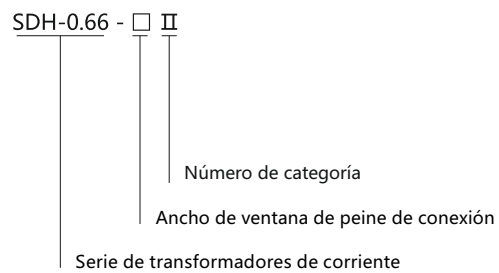 SDH-0.66 - □ Ⅱ
Número de categoría
Ancho de ventana de peine de conexión
Serie de transformadores de corriente